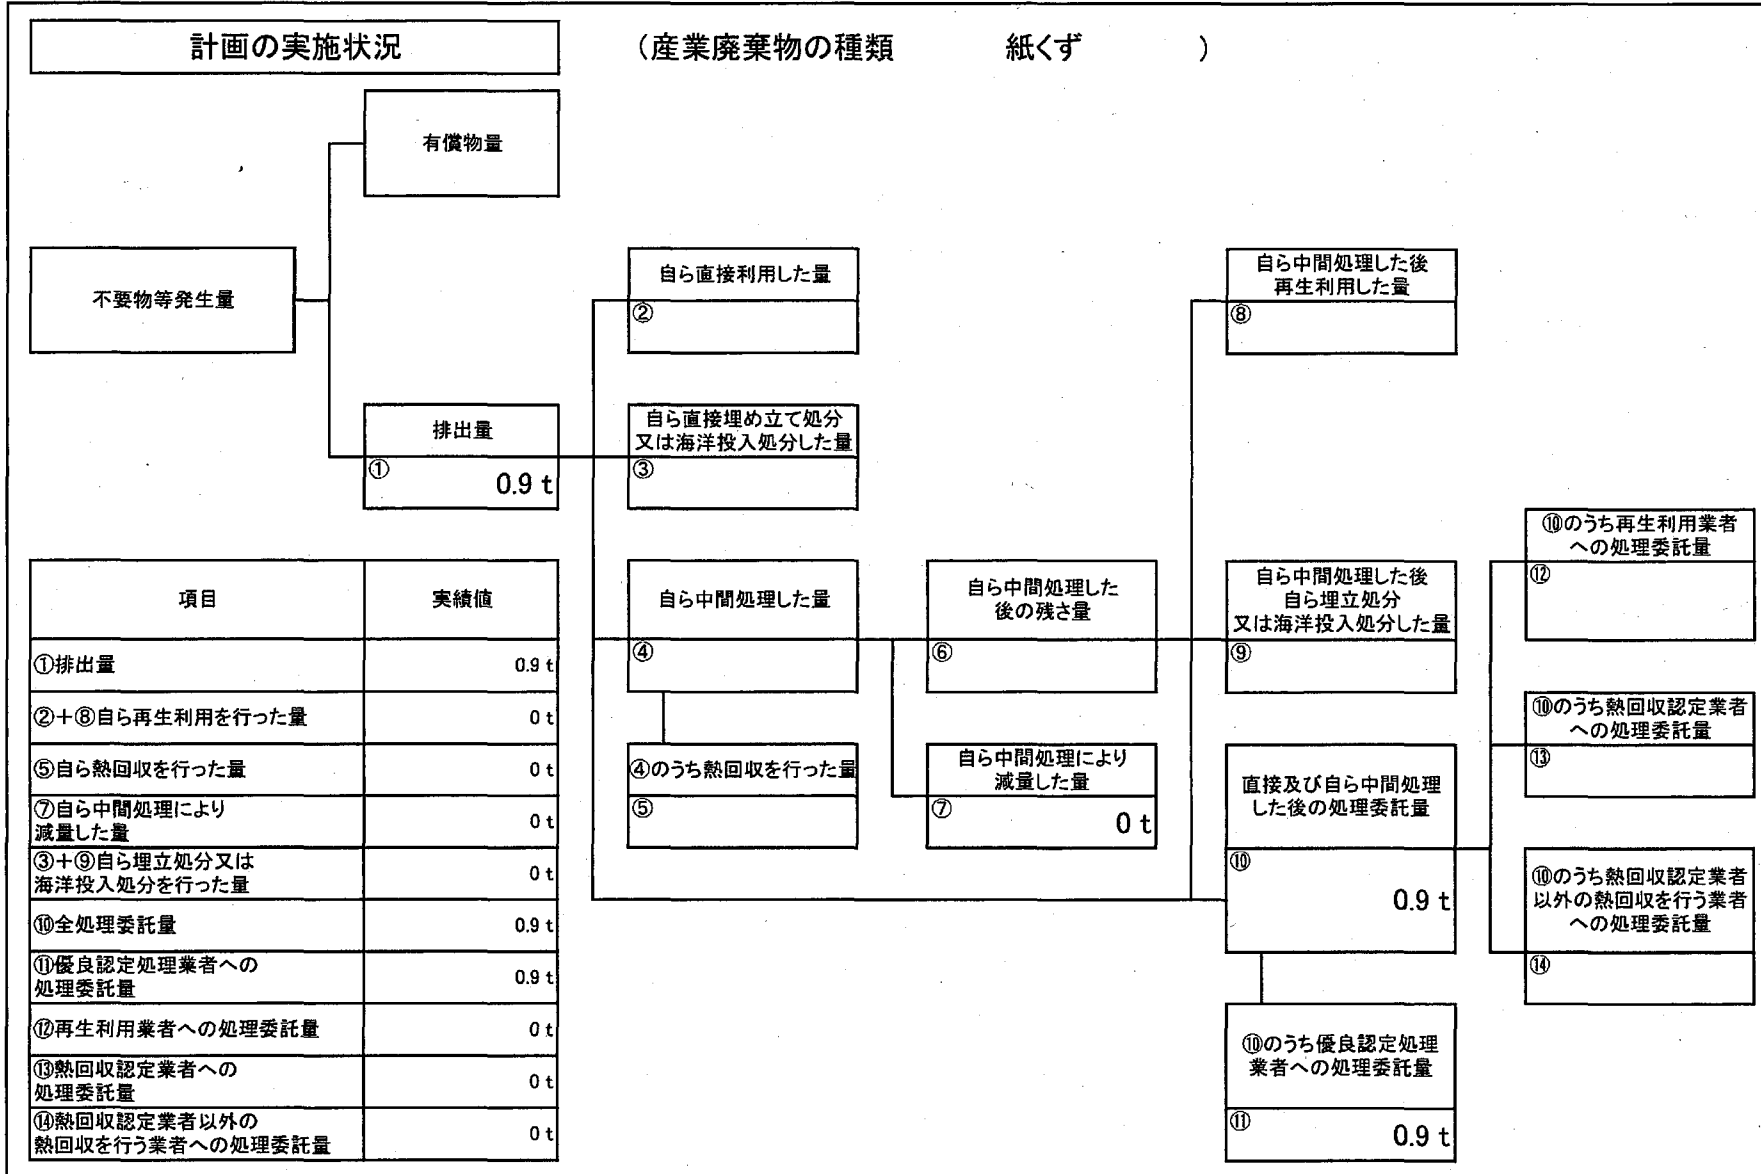 計画の実施状況
（産業廃棄物の種類 紙くず ）
有償物量
不要物等発生量
排出量
①
0.9 t
自ら直接利用した量
②
自ら直接埋め立て処分
又は海洋投入処分した量
③
自ら中間処理した量
④
④のうち熱回収を行った量
⑤
自ら中間処理した
後の残さ量
⑥
自ら中間処理により
減量した量
⑦
0 t
自ら中間処理した後
再生利用した量
⑧
自ら中間処理した後
自ら埋立処分
又は海洋投入処分した量
⑨
直接及び自ら中間処理
した後の処理委託量
⑩
0.9 t
⑩のうち優良認定処理
業者への処理委託量
⑪
0.9 t
⑩のうち再生利用業者
への処理委託量
⑫
⑩のうち熱回収認定業者
への処理委託量
⑬
⑩のうち熱回収認定業者
以外の熱回収を行う業者
への処理委託量
⑭
項目 実績値
①排出量 0.9 t
②＋⑧自ら再生利用を行った量 0 t
⑤自ら熱回収を行った量 0 t
⑦自ら中間処理により
減量した量 0 t
③＋⑨自ら埋立処分又は
海洋投入処分を行った量 0 t
⑩全処理委託量 0.9 t
⑪優良認定処理業者への
処理委託量 0.9 t
⑫再生利用業者への処理委託量 0 t
⑬熱回収認定業者への
処理委託量 0 t
⑭熱回収認定業者以外の
熱回収を行う業者への処理委託量 0 t